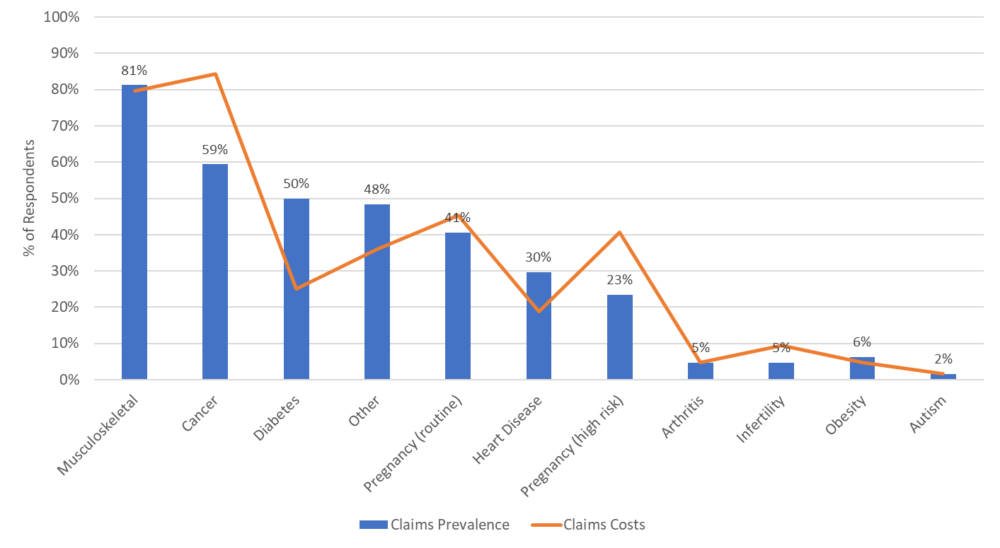 100%
90%
80%
70%
60%
50%
40%
30%
20%
10%
0%
% of Respondents
81%
59%
50%
48%
41%
30%
23%
5%
5%
6%
2%
Musculoskeletal
Cancer
Diabetes
Other
Pregnancy (routine)
Heart Disease
Pregnancy (high risk)
Arthritis
Infertility
Obesity
Autism
Claims Prevalence
Claims Costs